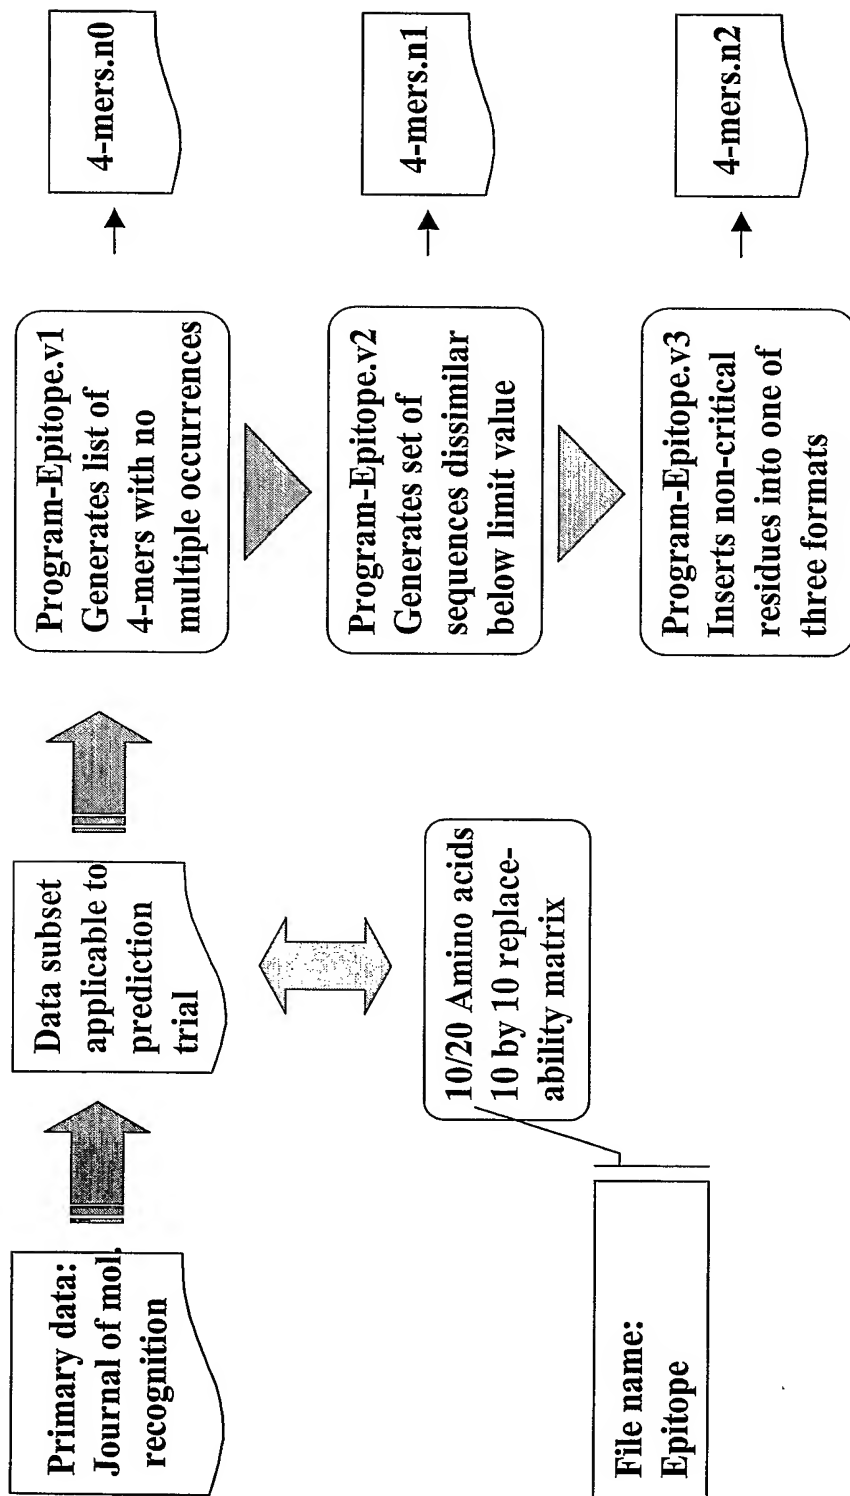 Primary data:
Journal of mol.
recognition
Data subset
applicable to
prediction
trial
Program-Epitope.v1
Generates list of
4-mers with no
multiple occurrences
4-mers.n0
Program-Epitope.v2
Generates set of
sequences dissimilar
below limit value
4-mers.n1
Program-Epitope.v3
Inserts non-critical
residues into one of
three formats
4-mers.n2
10/20 Amino acids
10 by 10 replace-
ability matrix
File name:
Epitope